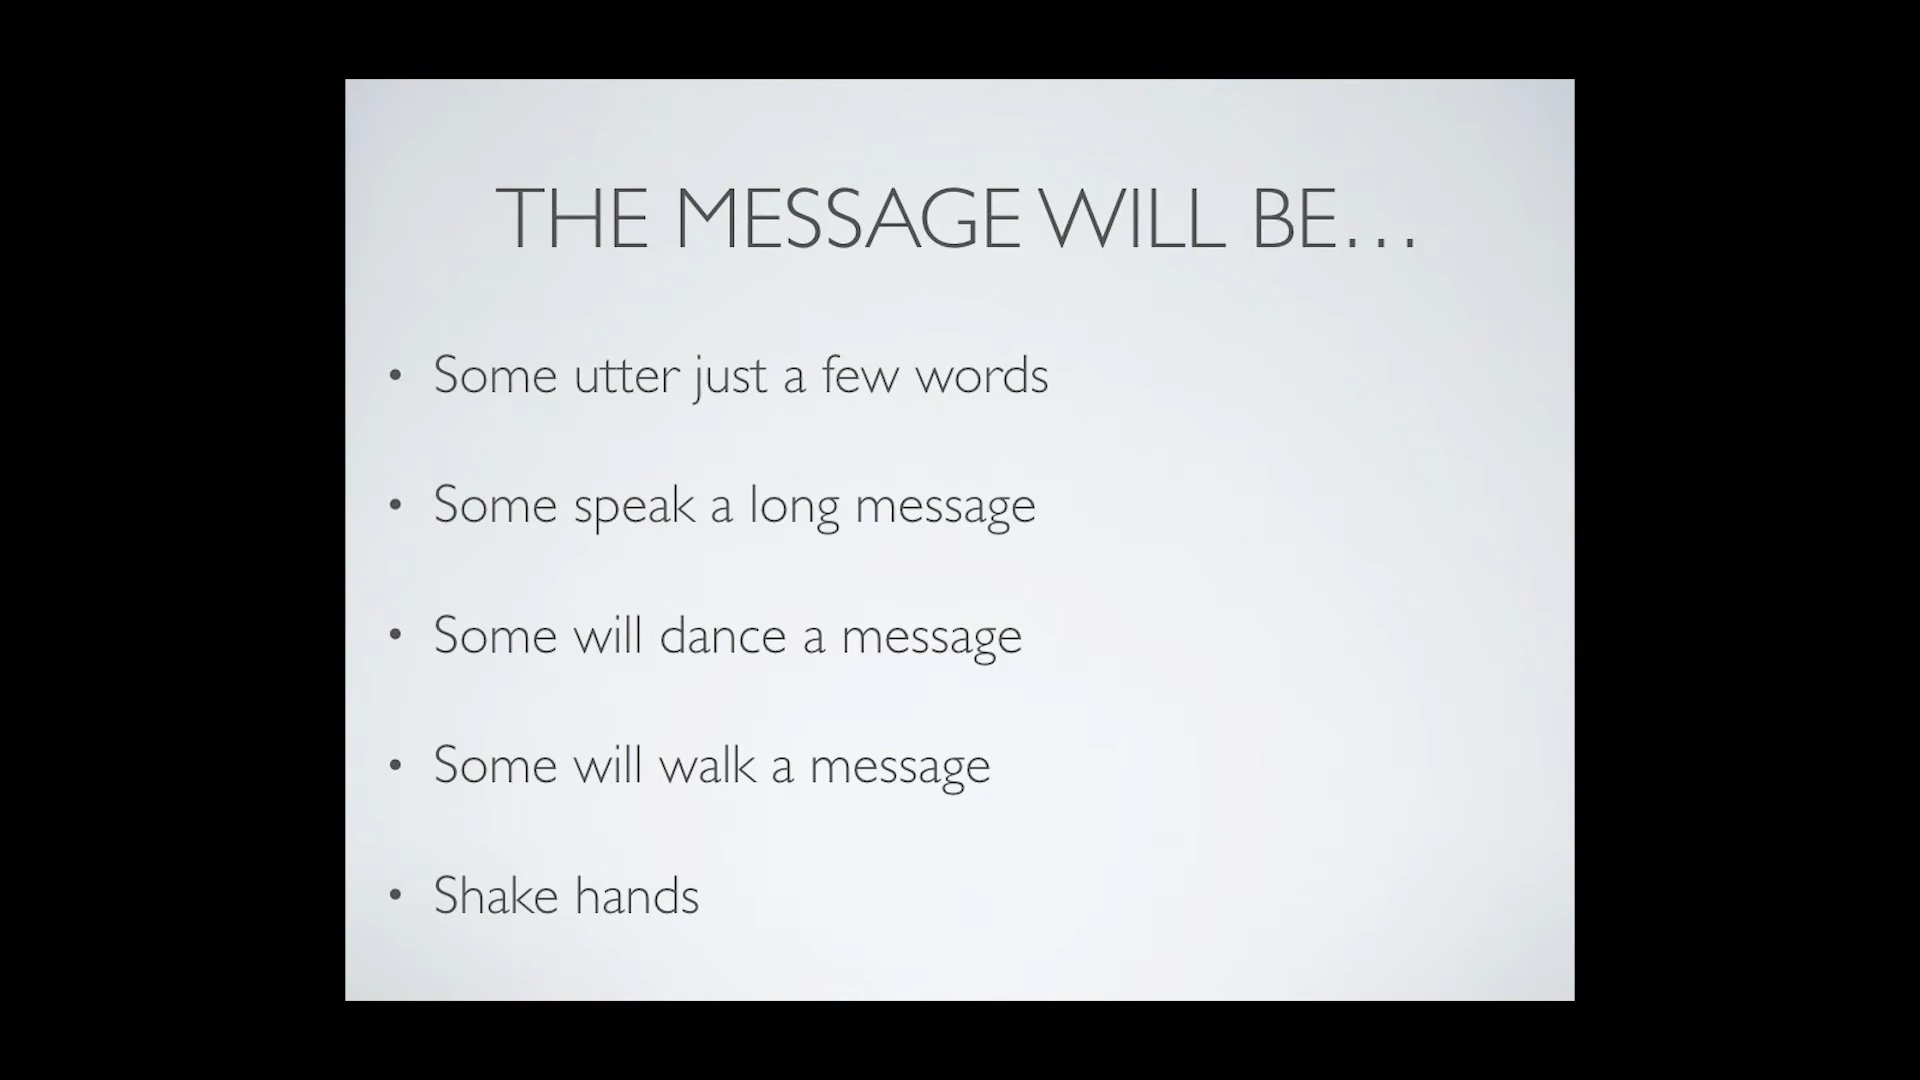 THE MESSAGE WILL BE…
• Some utter just a few words
• Some speak a long message
• Some will dance a message
• Some will walk a message
• Shake hands